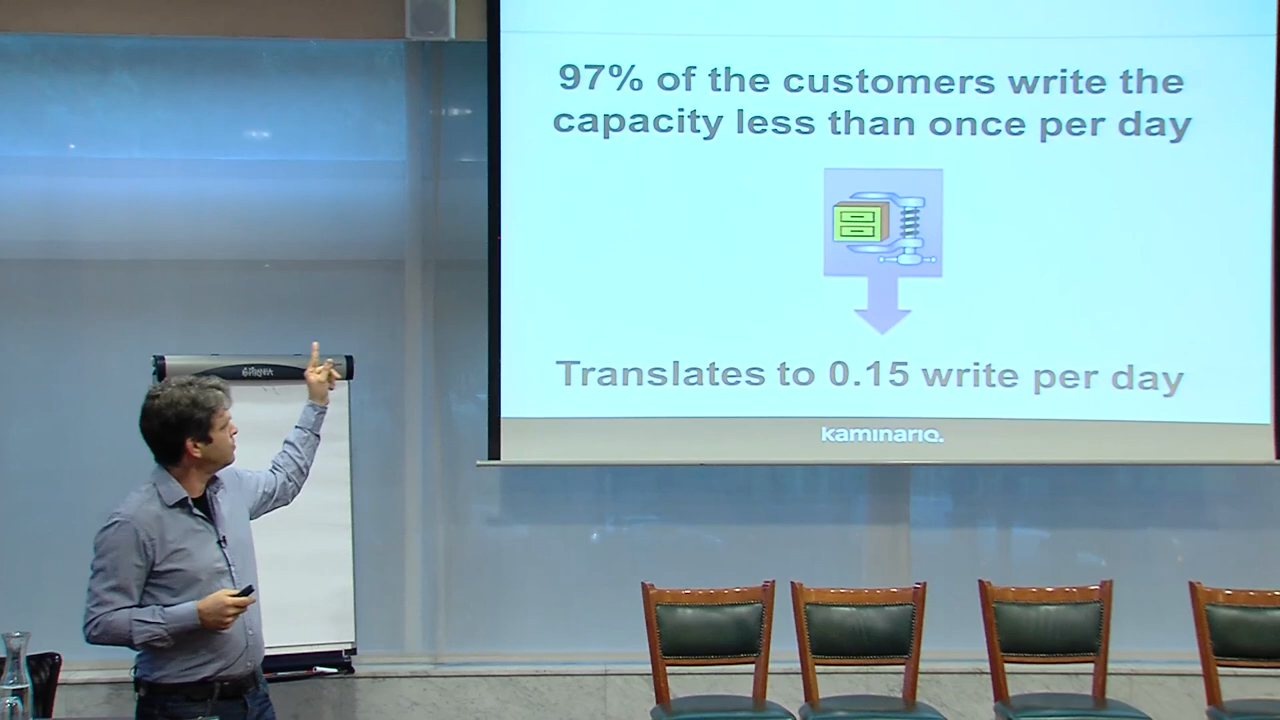 97% of the customers write the
capacity less than once per day
Translates to 0.15 write per day
kaminario.